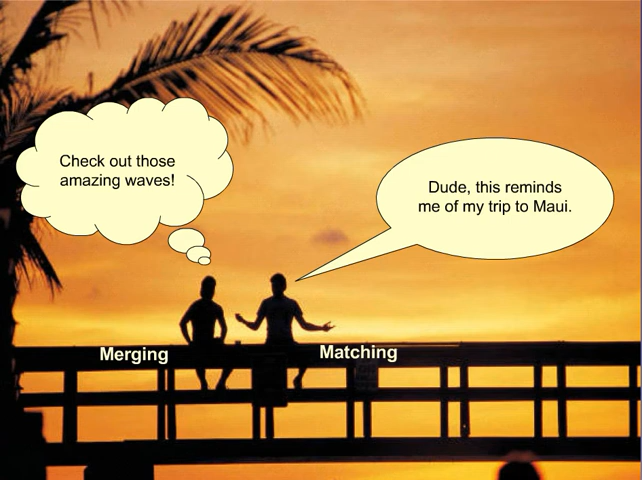 Check out those
amazing waves!
Dude, this reminds
me of my trip to Maui.
Merging
Matching